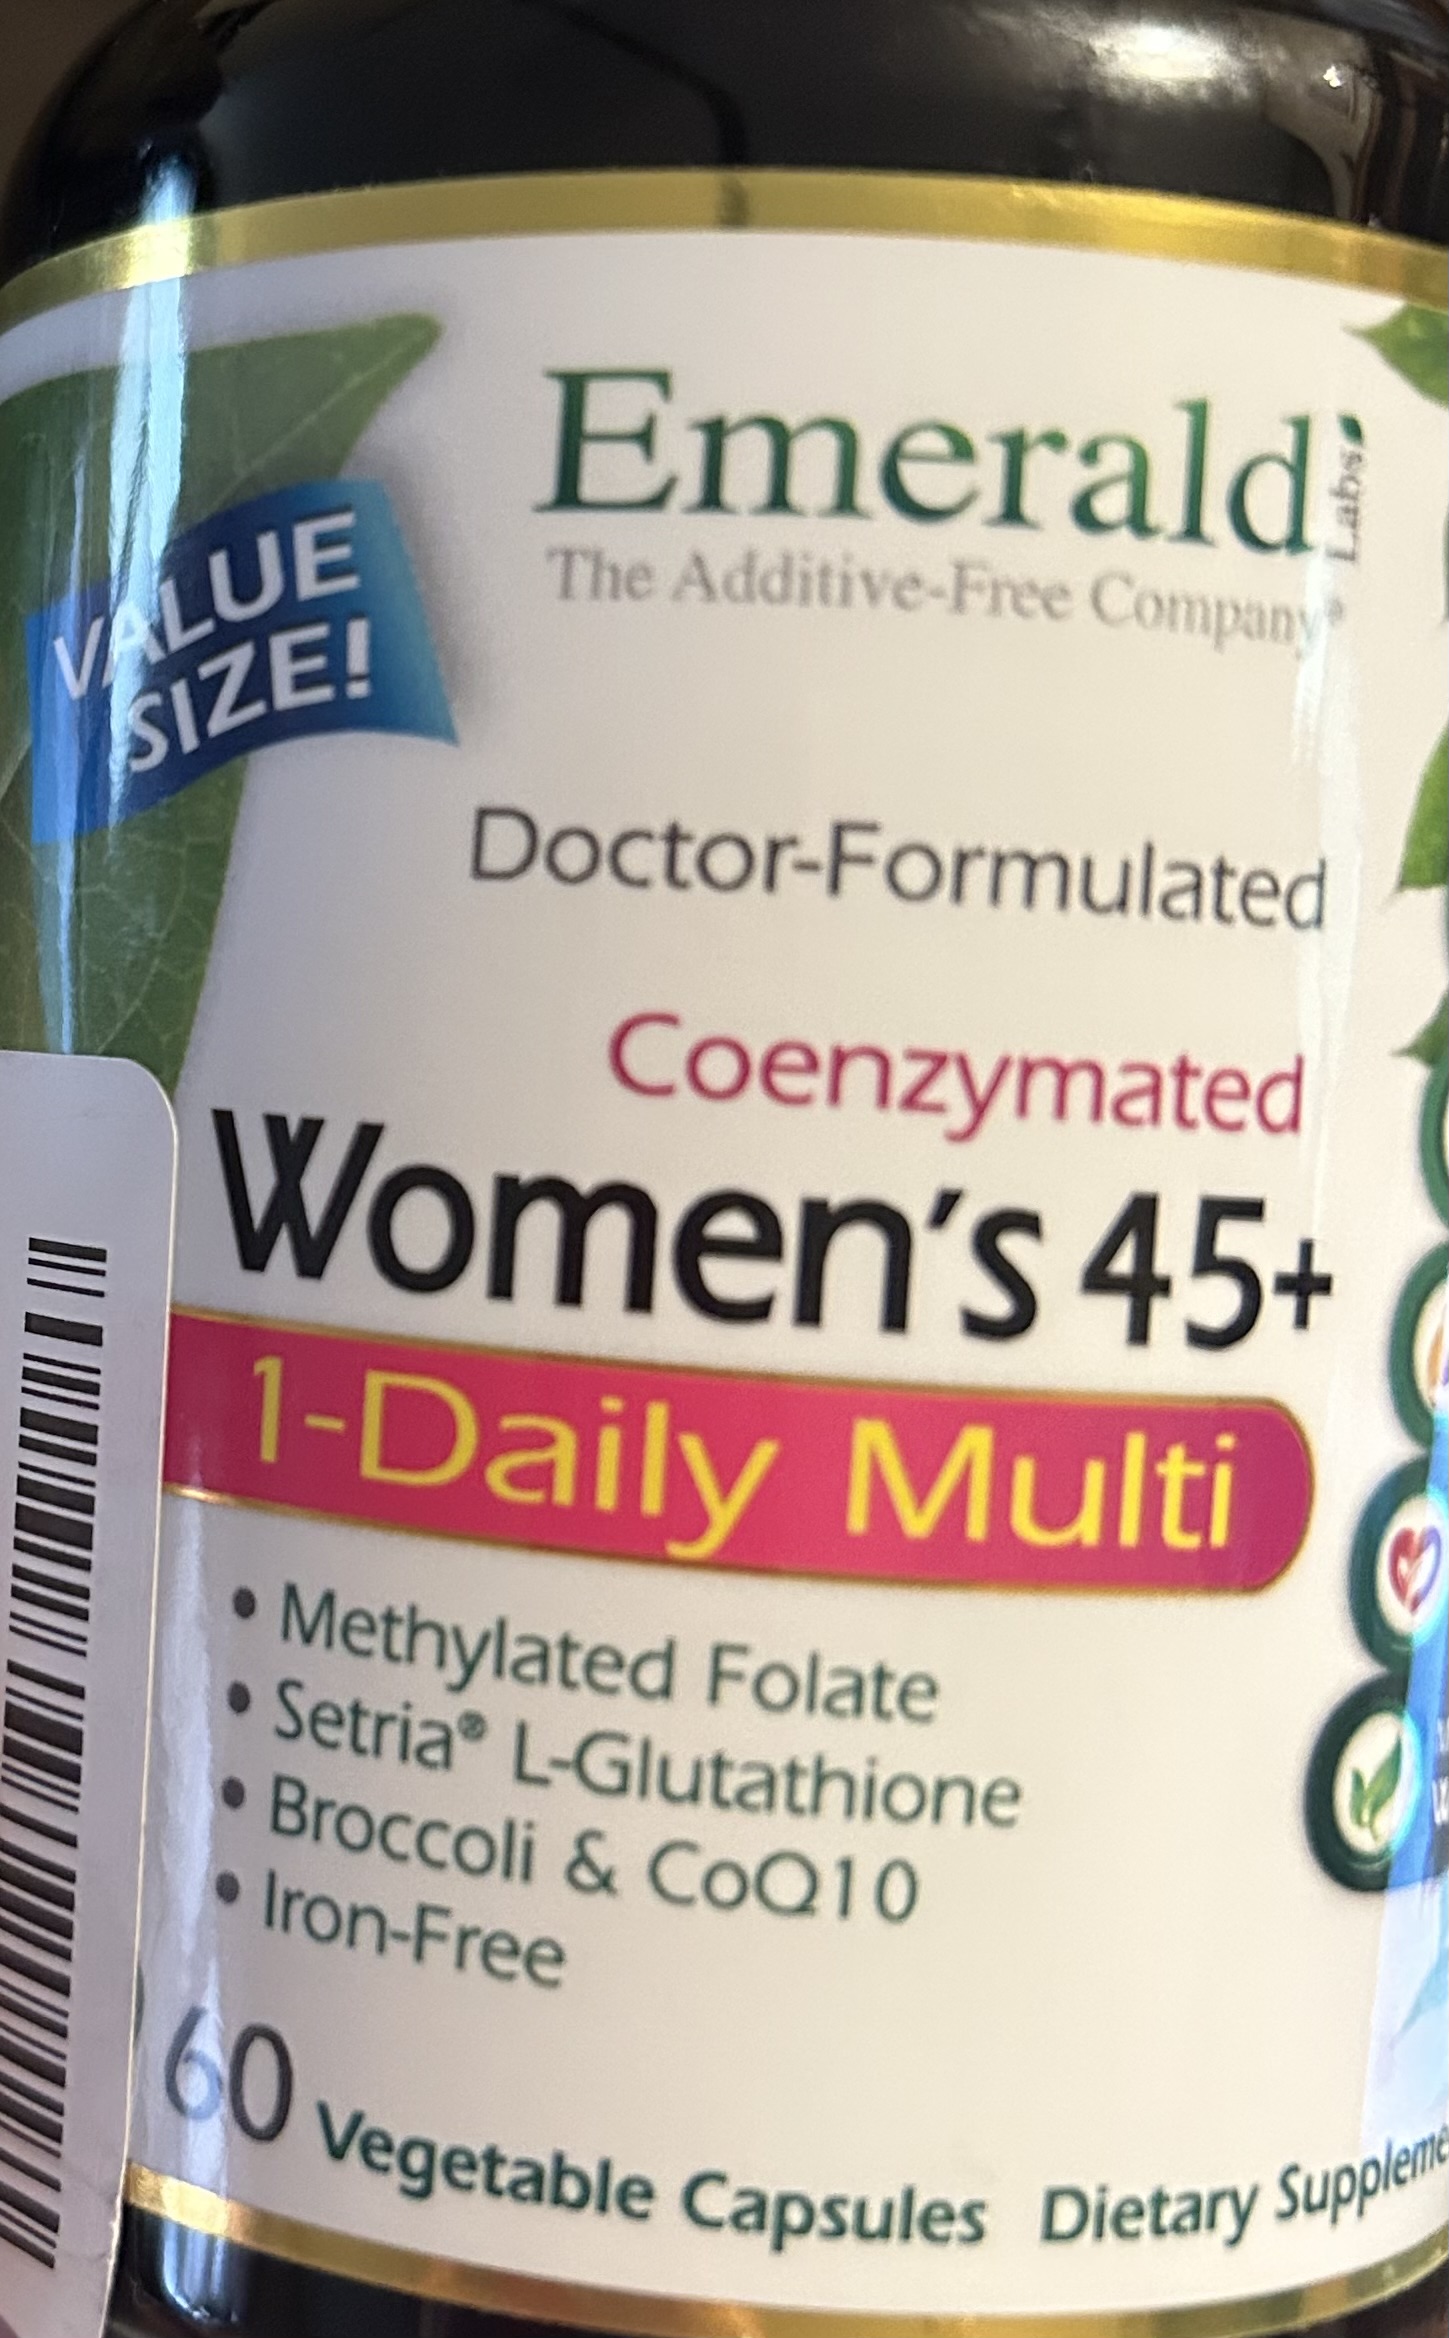 Emerald Labs
The Additive-Free Company®
VALUE
SIZE!
Doctor-Formulated
Coenzymated
Women's 45+
1-Daily Multi
• Methylated Folate
• Setria® L-Glutathione
• Broccoli & CoQ10
• Iron-Free
60 Vegetable Capsules Dietary